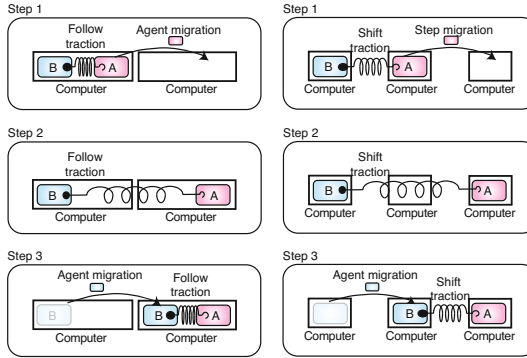 Step 1
Follow
traction
Agent migration
B
A
Computer
Computer
Step 1
Shift
traction
Step migration
B
A
Computer
Computer
Computer
Step 2
Follow
traction
B
A
Computer
Computer
Step 2
Shift
traction
B
A
Computer
Computer
Computer
Step 3
Agent migration
Follow
traction
B
B
A
Computer
Computer
Step 3
Agent migration
Shift
traction
B
B
A
Computer
Computer
Computer